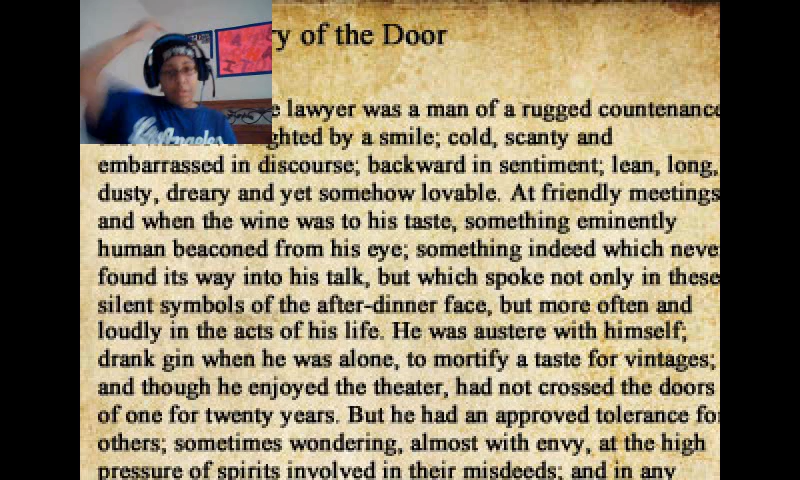 ry of the Door
e lawyer was a man of a rugged countenance
ghted by a smile; cold, scanty and
embarrassed in discourse; backward in sentiment; lean, long,
dusty, dreary and yet somehow lovable. At friendly meetings
and when the wine was to his taste, something eminently
human beaconed from his eye; something indeed which neve
found its way into his talk, but which spoke not only in these
silent symbols of the after-dinner face, but more often and
loudly in the acts of his life. He was austere with himself;
drank gin when he was alone, to mortify a taste for vintages;
and though he enjoyed the theater, had not crossed the doors
of one for twenty years. But he had an approved tolerance fo
others; sometimes wondering, almost with envy, at the high
pressure of spirits involved in their misdeeds; and in any
Los Angeles